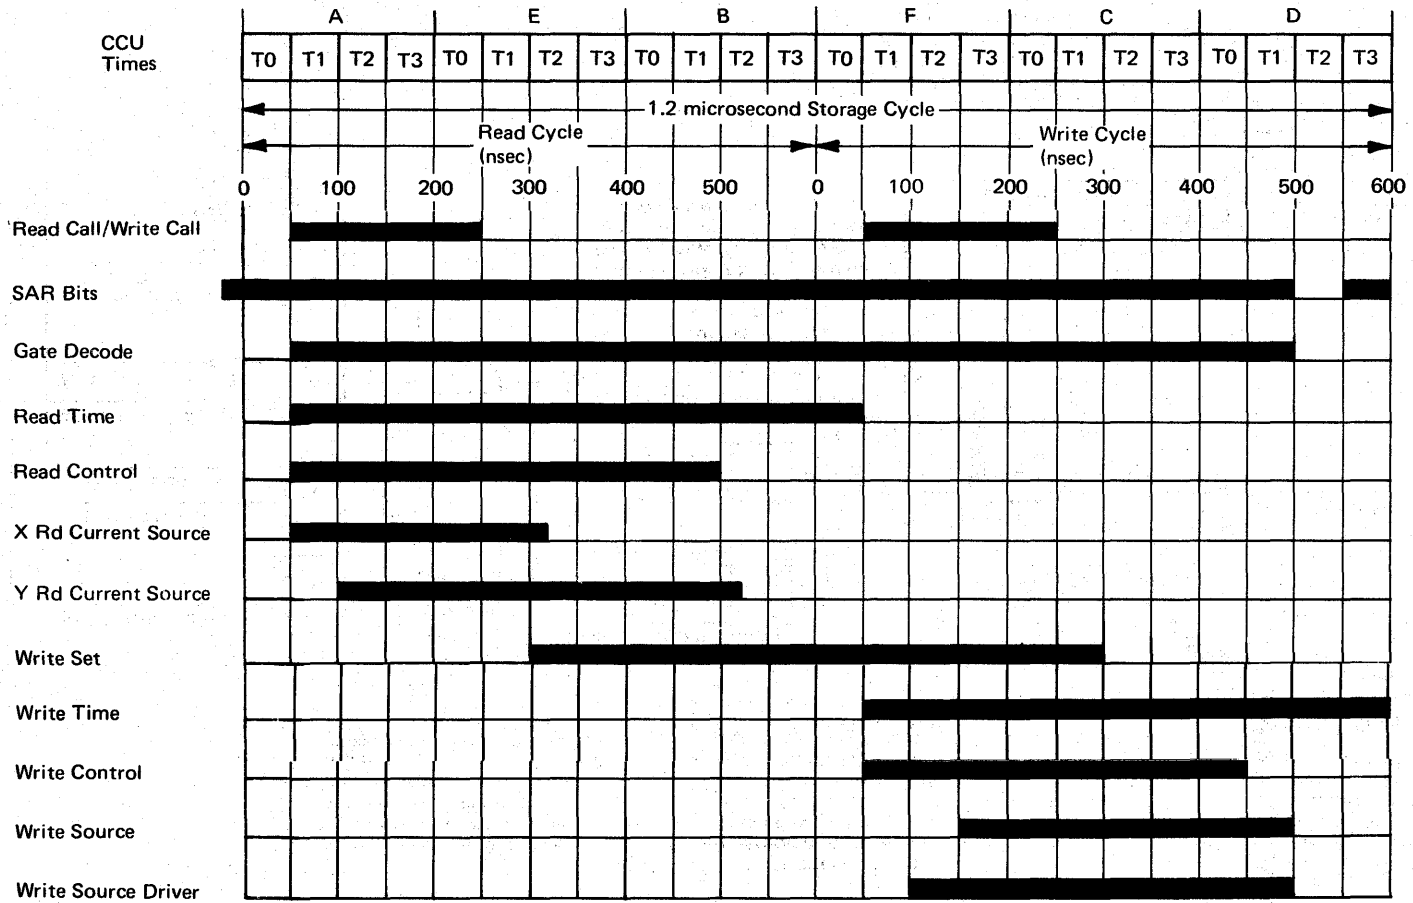 A E B F C D
CCU
Times
T0 T1 T2 T3 T0 T1 T2 T3 T0 T1 T2 T3 T0 T1 T2 T3 T0 T1 T2 T3 T0 T1 T2 T3
1.2 microsecond Storage Cycle
Read Cycle
(nsec)
Write Cycle
(nsec)
0 100 200 300 400 500 0 100 200 300 400 500 600
Read Call/Write Call
SAR Bits
Gate Decode
Read Time
Read Control
X Rd Current Source
Y Rd Current Source
Write Set
Write Time
Write Control
Write Source
Write Source Driver